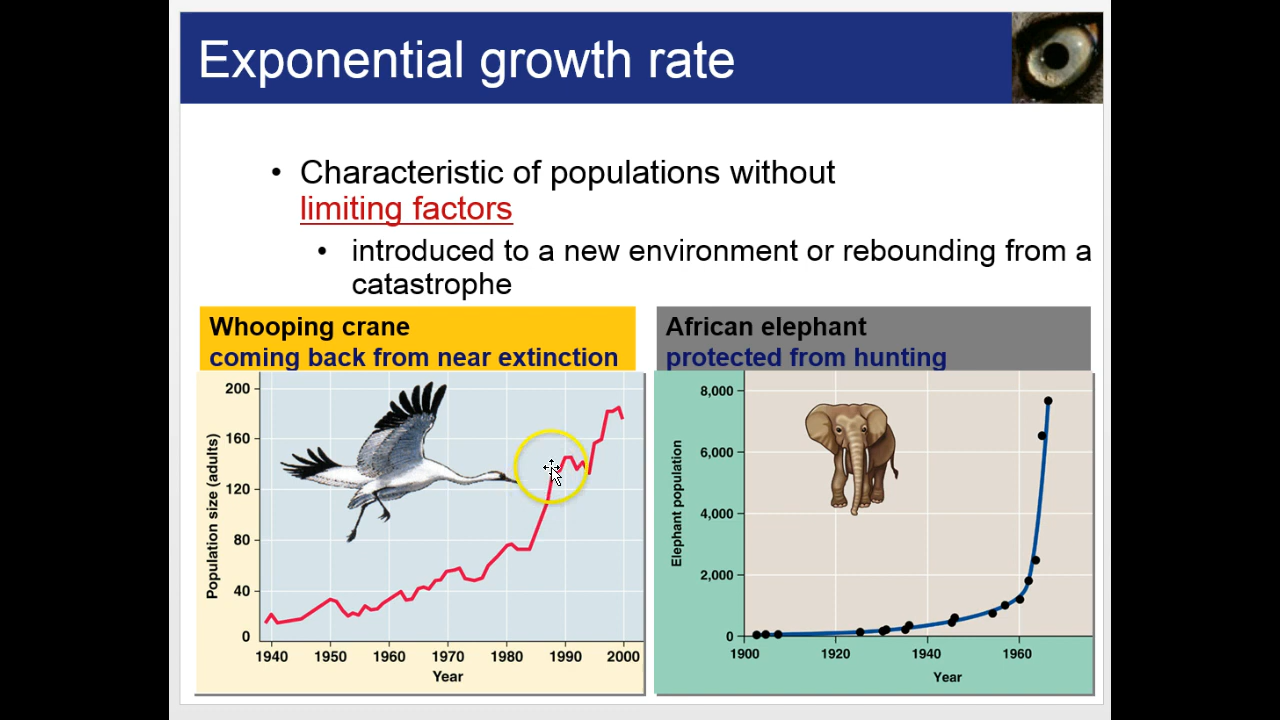 Exponential growth rate
• Characteristic of populations without
limiting factors
• introduced to a new environment or rebounding from a
catastrophe
Whooping crane
coming back from near extinction
African elephant
protected from hunting
200
160
120
80
40
0
Population size (adults)
1940 1950 1960 1970 1980 1990 2000
Year
8,000
6,000
4,000
2,000
0
Elephant population
1900 1920 1940 1960
Year